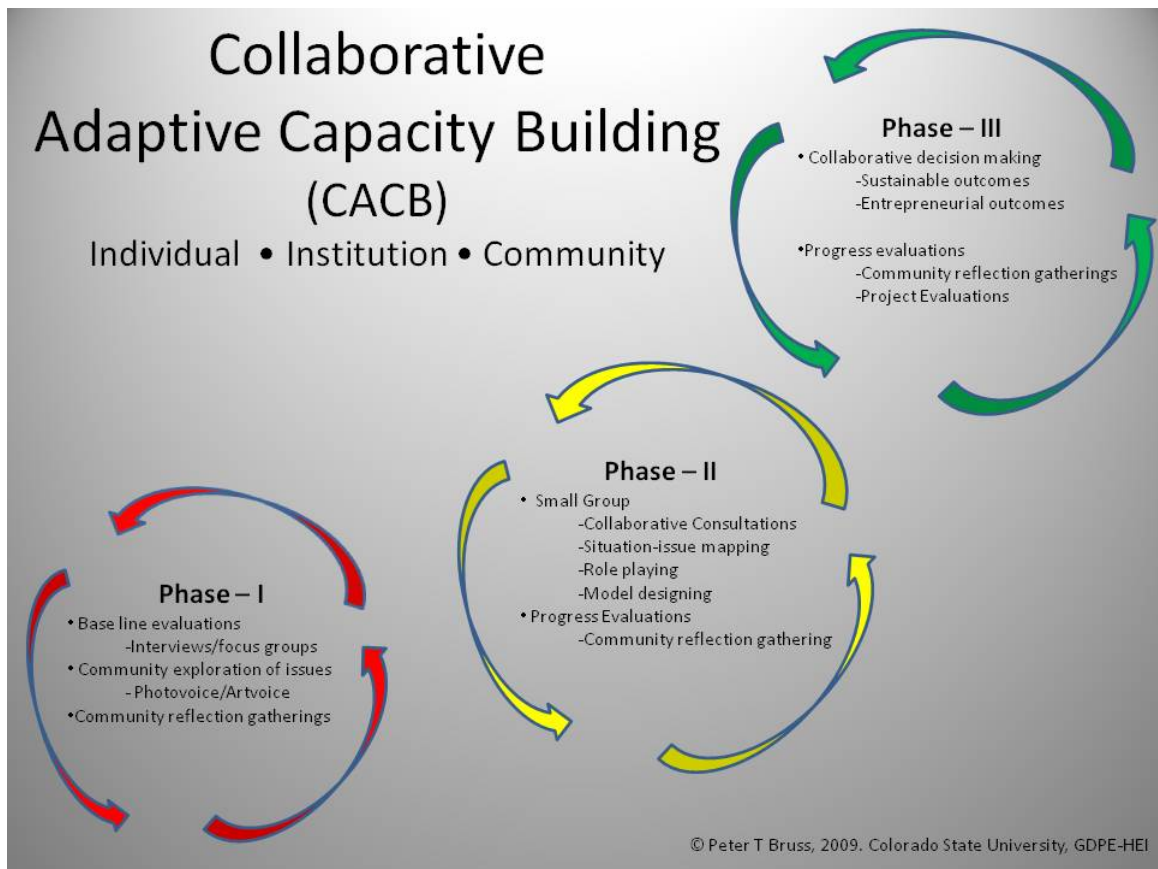 Collaborative
Adaptive Capacity Building
(CACB)
Individual • Institution • Community
Phase – III
• Collaborative decision making
-Sustainable outcomes
-Entrepreneurial outcomes
•Progress evaluations
-Community reflection gatherings
-Project Evaluations
Phase – II
• Small Group
-Collaborative Consultations
-Situation-issue mapping
-Role playing
-Model designing
• Progress Evaluations
-Community reflection gathering
Phase – I
• Base line evaluations
-Interviews/focus groups
• Community exploration of issues
- Photovoice/Artvoice
•Community reflection gatherings
© Peter T Bruss, 2009. Colorado State University, GDPE-HEI